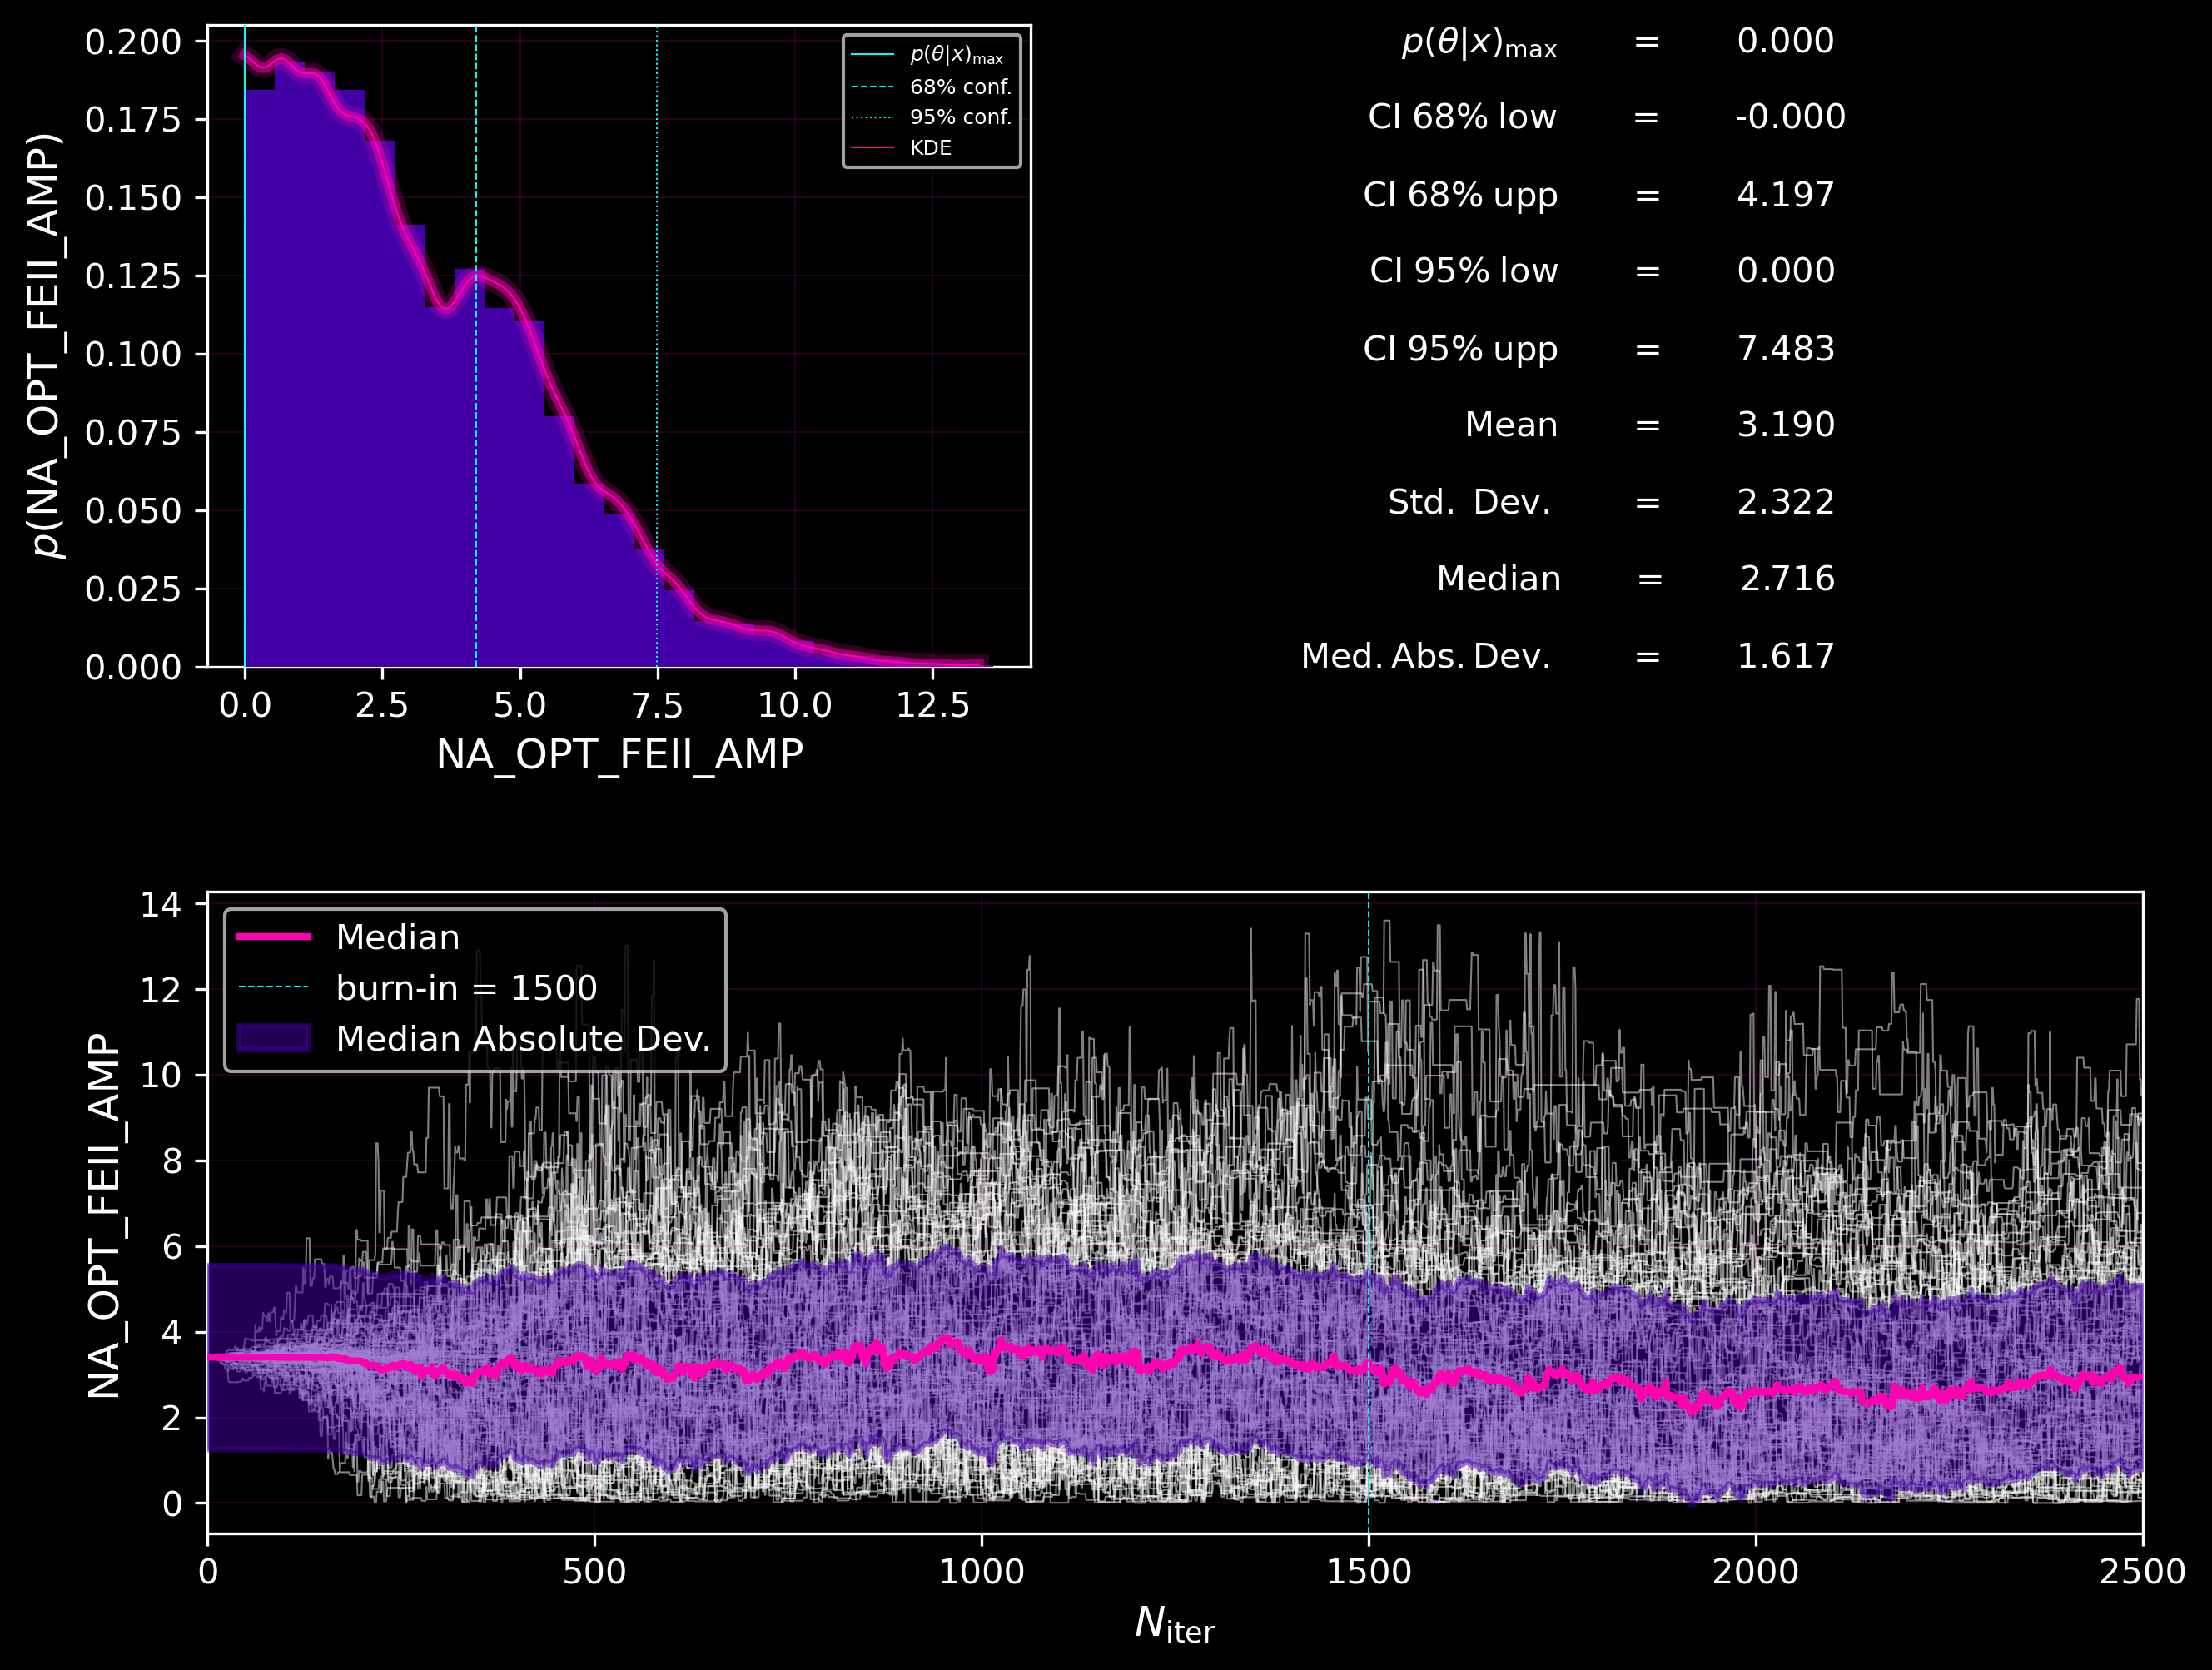 0.200
0.175
0.150
0.125
0.100
0.075
0.050
0.025
0.000
p(NA_OPT_FEII_AMP)
0.0 2.5 5.0 7.5 10.0 12.5
NA_OPT_FEII_AMP
p(θ|x)max
68% conf.
95% conf.
KDE
p(θ|x)max = 0.000
CI 68% low = -0.000
CI 68% upp = 4.197
CI 95% low = 0.000
CI 95% upp = 7.483
Mean = 3.190
Std. Dev. = 2.322
Median = 2.716
Med. Abs. Dev. = 1.617
14
12
10
8
6
4
2
0
NA_OPT_FEII_AMP
Median
burn-in = 1500
Median Absolute Dev.
0 500 1000 1500 2000 2500
Niter